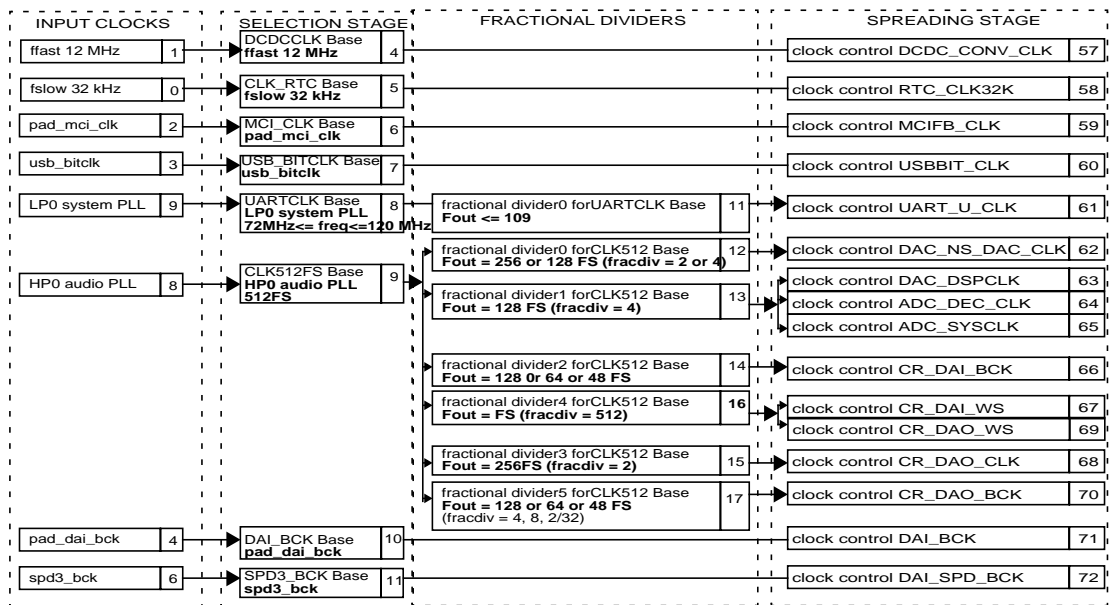 INPUT CLOCKS
SELECTION STAGE
FRACTIONAL DIVIDERS
SPREADING STAGE
ffast 12 MHz 1
DCDCCLK Base 4
ffast 12 MHz
clock control DCDC_CONV_CLK 57
fslow 32 kHz 0
CLK_RTC Base 5
fslow 32 kHz
clock control RTC_CLK32K 58
pad_mci_clk 2
MCI_CLK Base 6
pad_mci_clk
clock control MCIFB_CLK 59
usb_bitclk 3
USB_BITCLK Base 7
usb_bitclk
clock control USBBIT_CLK 60
LP0 system PLL 9
UARTCLK Base 8
LP0 system PLL
72MHz<= freq<=120 MHz
fractional divider0 forUARTCLK Base 11
Fout <= 109
clock control UART_U_CLK 61
fractional divider0 forCLK512 Base 12
Fout = 256 or 128 FS (fracdiv = 2 or 4)
clock control DAC_NS_DAC_CLK 62
HP0 audio PLL 8
CLK512FS Base 9
HP0 audio PLL
512FS
fractional divider1 forCLK512 Base 13
Fout = 128 FS (fracdiv = 4)
clock control DAC_DSPCLK 63
clock control ADC_DEC_CLK 64
clock control ADC_SYSCLK 65
fractional divider2 forCLK512 Base 14
Fout = 128 0r 64 or 48 FS
clock control CR_DAI_BCK 66
fractional divider4 forCLK512 Base 16
Fout = FS (fracdiv = 512)
clock control CR_DAI_WS 67
clock control CR_DAO_WS 69
fractional divider3 forCLK512 Base 15
Fout = 256FS (fracdiv = 2)
clock control CR_DAO_CLK 68
fractional divider5 forCLK512 Base 17
Fout = 128 or 64 or 48 FS
(fracdiv = 4, 8, 2/32)
clock control CR_DAO_BCK 70
pad_dai_bck 4
DAI_BCK Base 10
pad_dai_bck
clock control DAI_BCK 71
spd3_bck 6
SPD3_BCK Base 11
spd3_bck
clock control DAI_SPD_BCK 72